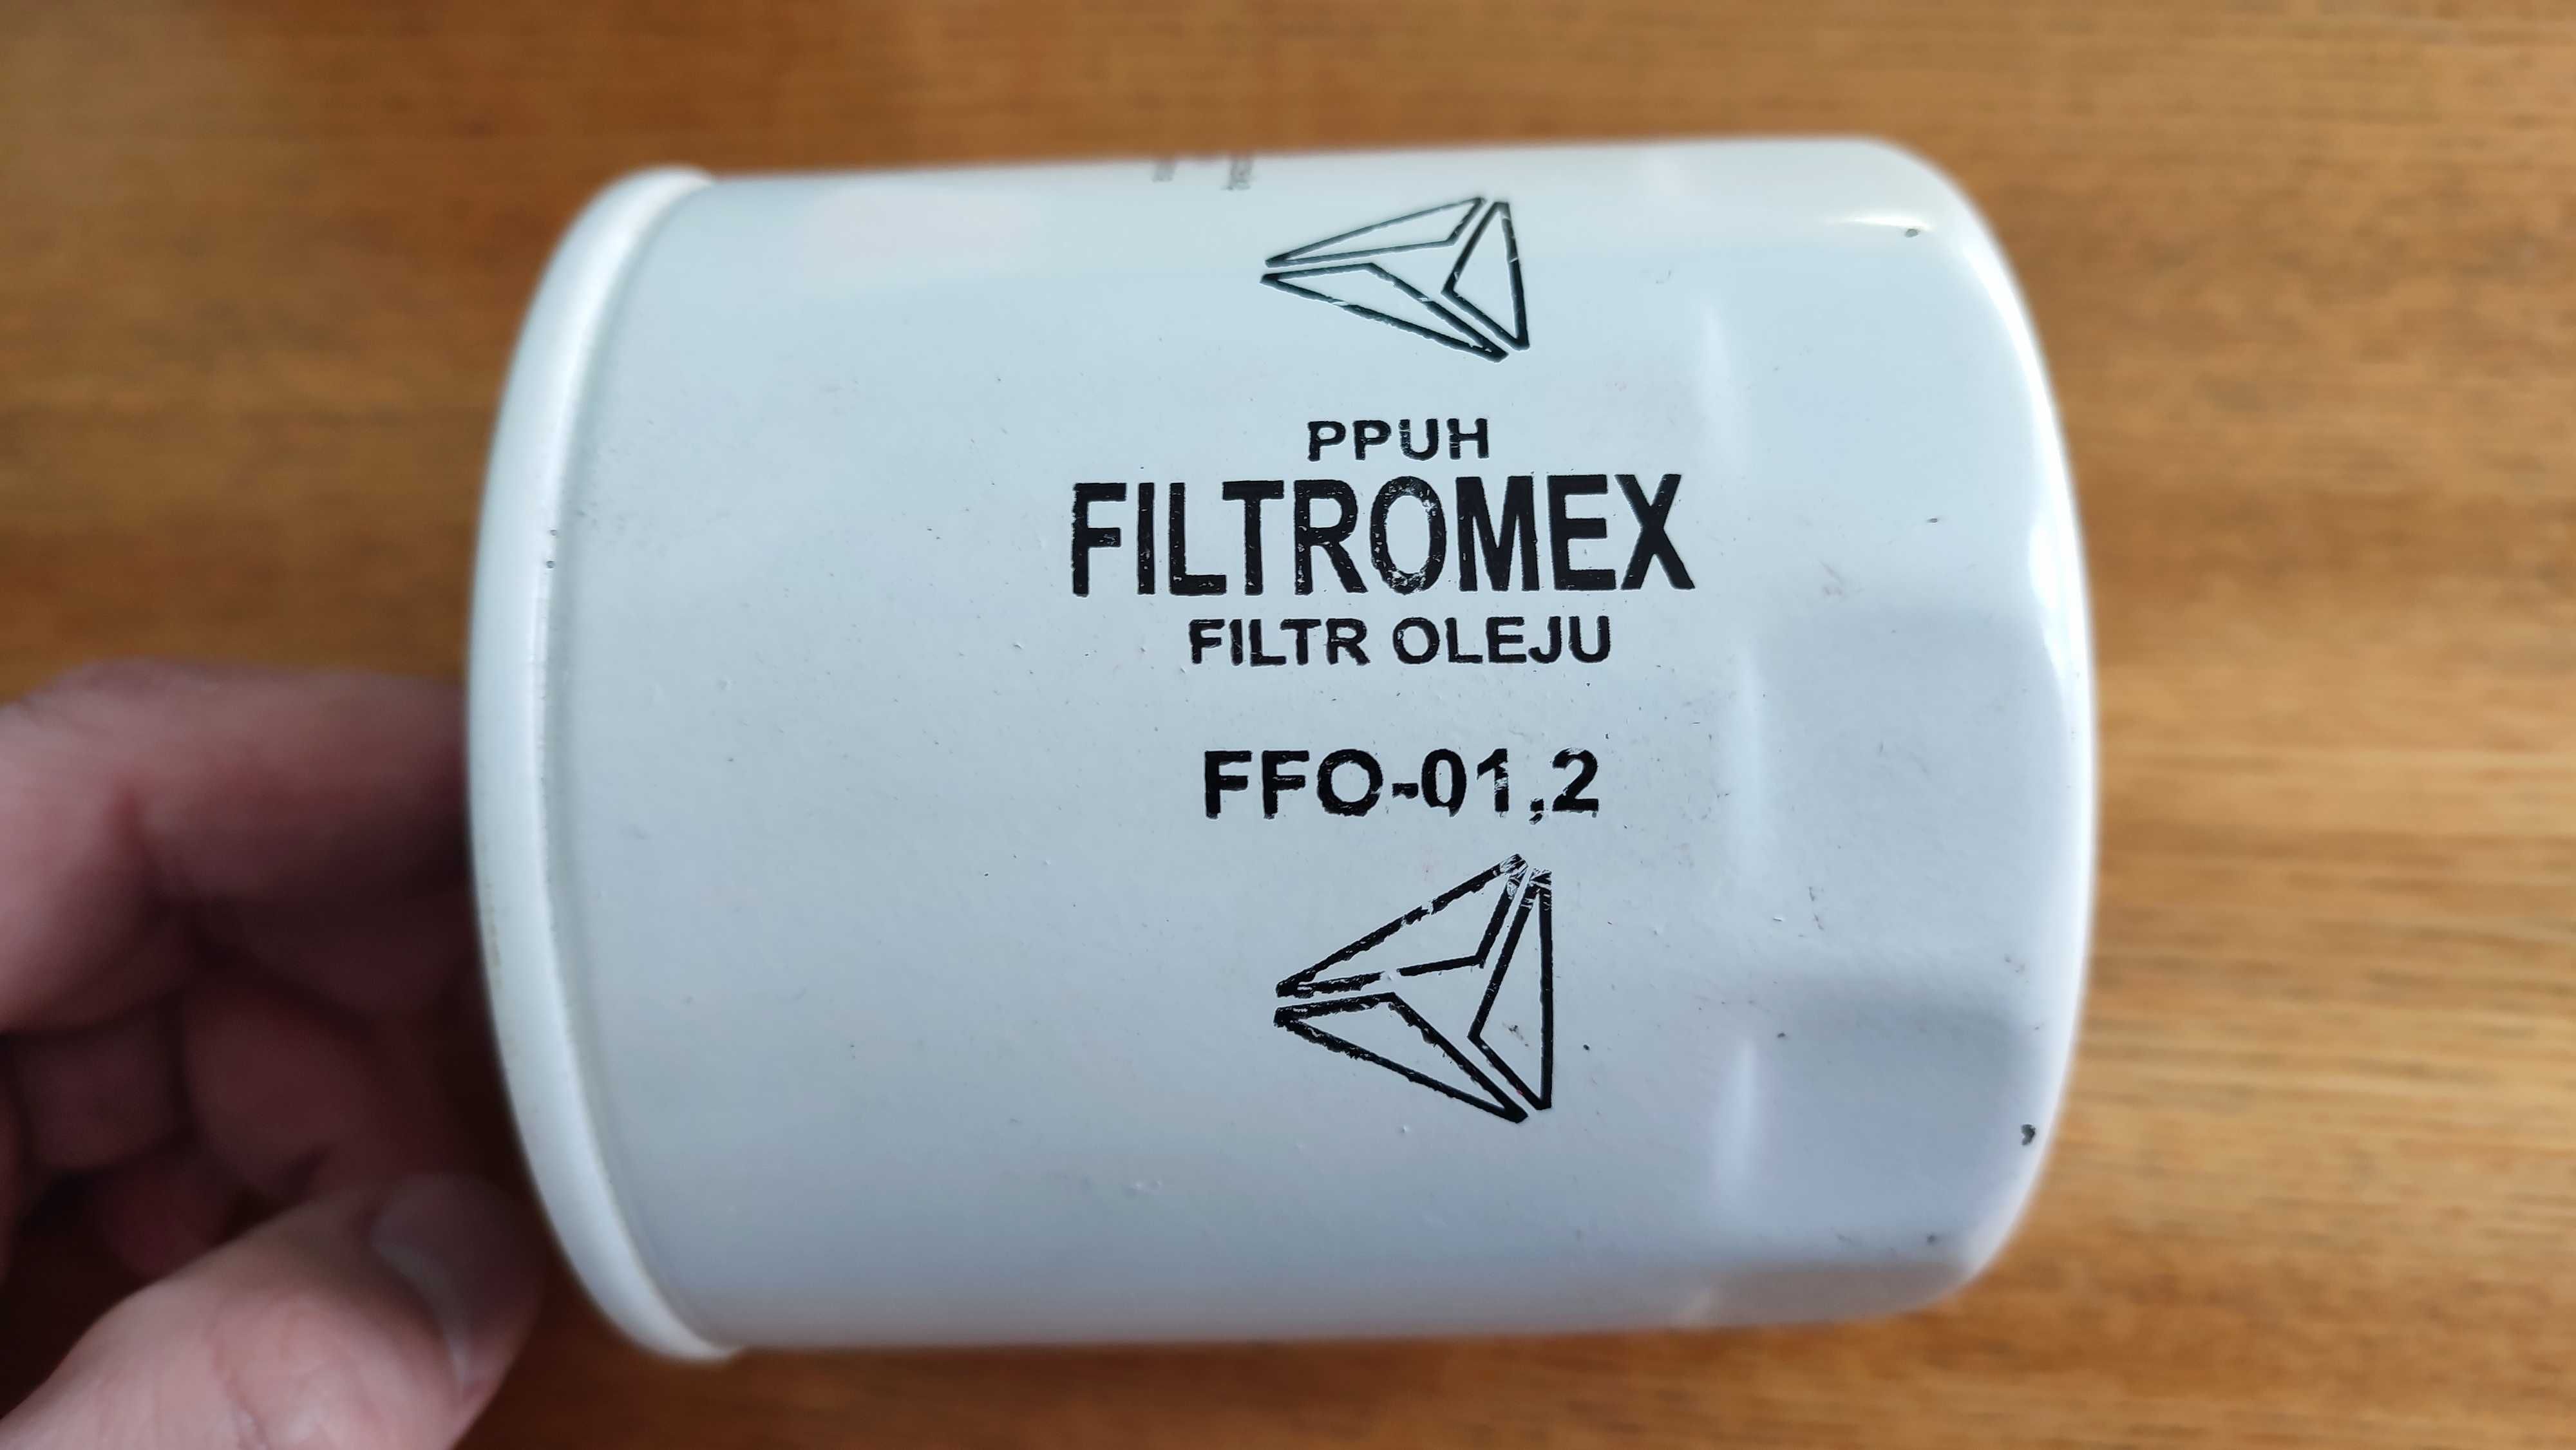 PPUH
FILTROMEX
FILTR OLEJU
FFO-01,2